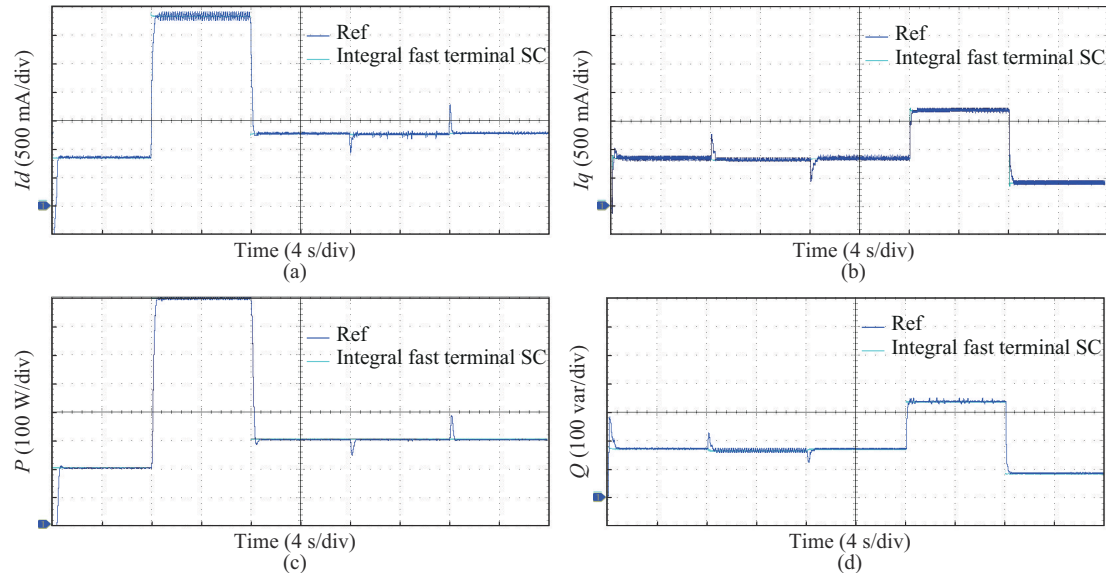 Id (500 mA/div)
Ref
Integral fast terminal SC
Time (4 s/div)
(a)
Iq (500 mA/div)
Ref
Integral fast terminal SC
Time (4 s/div)
(b)
P (100 W/div)
Ref
Integral fast terminal SC
Time (4 s/div)
(c)
Q (100 var/div)
Ref
Integral fast terminal SC
Time (4 s/div)
(d)